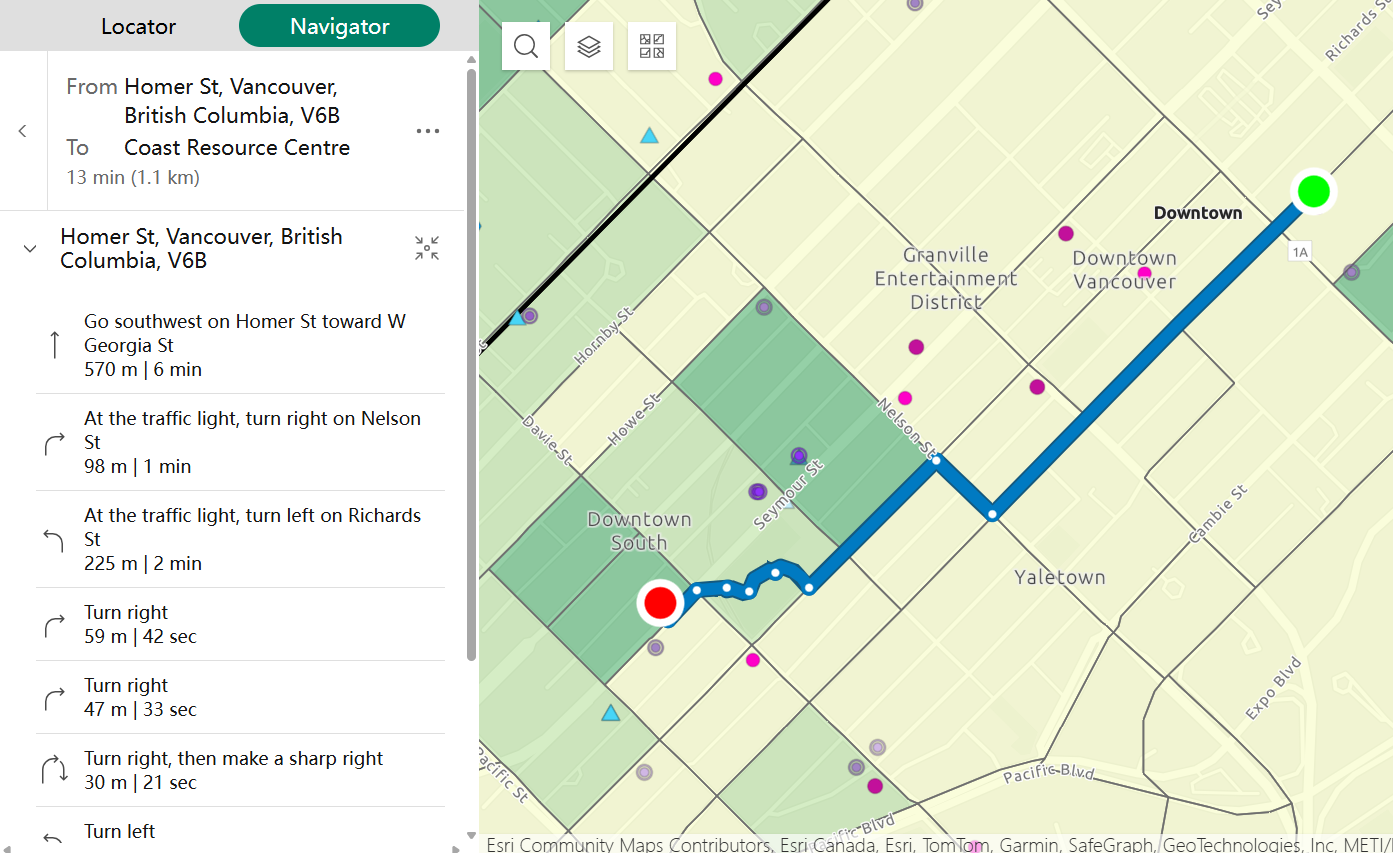 Locator
Navigator
From Homer St, Vancouver,
British Columbia, V6B
To Coast Resource Centre
13 min (1.1 km)
Homer St, Vancouver, British
Columbia, V6B
Go southwest on Homer St toward W
Georgia St
570 m | 6 min
At the traffic light, turn right on Nelson
St
98 m | 1 min
At the traffic light, turn left on Richards
St
225 m | 2 min
Turn right
59 m | 42 sec
Turn right
47 m | 33 sec
Turn right, then make a sharp right
30 m | 21 sec
Turn left
Richards St
Downtown
1A
Granville
Entertainment
District
Downtown
Vancouver
Hornby St
Howe St
Davie St
Nelson St
Seymour St
Downtown
South
Cambie St
Yaletown
Expo Blvd
Pacific St
Pacific Blvd
Pacific Blvd
Esri Community Maps Contributors, Esri Canada, Esri, TomTom, Garmin, SafeGraph, GeoTechnologies, Inc, METI/